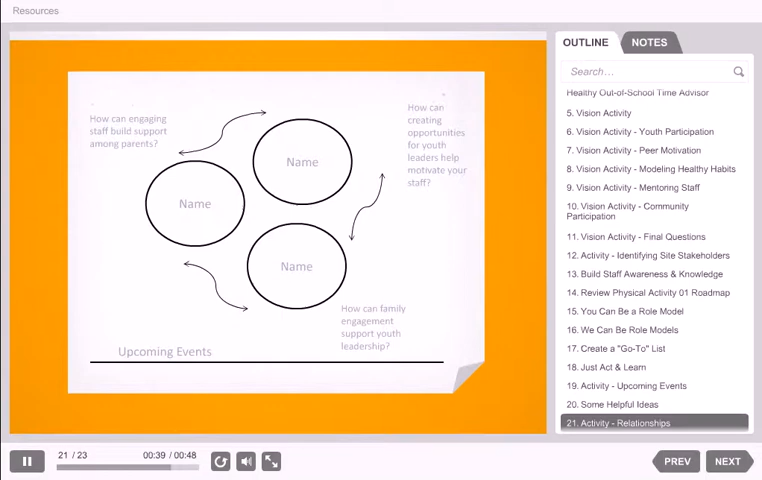 Resources
How can engaging
staff build support
among parents?
How can
creating
opportunities
for youth
leaders help
motivate your
staff?
Name
Name
Name
How can family
engagement
support youth
leadership?
Upcoming Events
OUTLINE
NOTES
Search...
Healthy Out-of-School Time Advisor
5. Vision Activity
6. Vision Activity - Youth Participation
7. Vision Activity - Peer Motivation
8. Vision Activity - Modeling Healthy Habits
9. Vision Activity - Mentoring Staff
10. Vision Activity - Community
Participation
11. Vision Activity - Final Questions
12. Activity - Identifying Site Stakeholders
13. Build Staff Awareness & Knowledge
14. Review Physical Activity 01 Roadmap
15. You Can Be a Role Model
16. We Can Be Role Models
17. Create a "Go-To" List
18. Just Act & Learn
19. Activity - Upcoming Events
20. Some Helpful Ideas
21. Activity - Relationships
21 / 23
00:39 / 00:48
PREV
NEXT